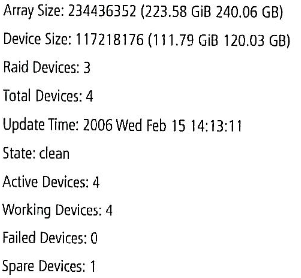 Array Size: 234436352 (223.58 GiB 240.06 GB)
Device Size: 117218176 (111.79 GiB 120.03 GB)
Raid Devices: 3
Total Devices: 4
Update Time: 2006 Wed Feb 15 14:13:11
State: clean
Active Devices: 4
Working Devices: 4
Failed Devices: 0
Spare Devices: 1